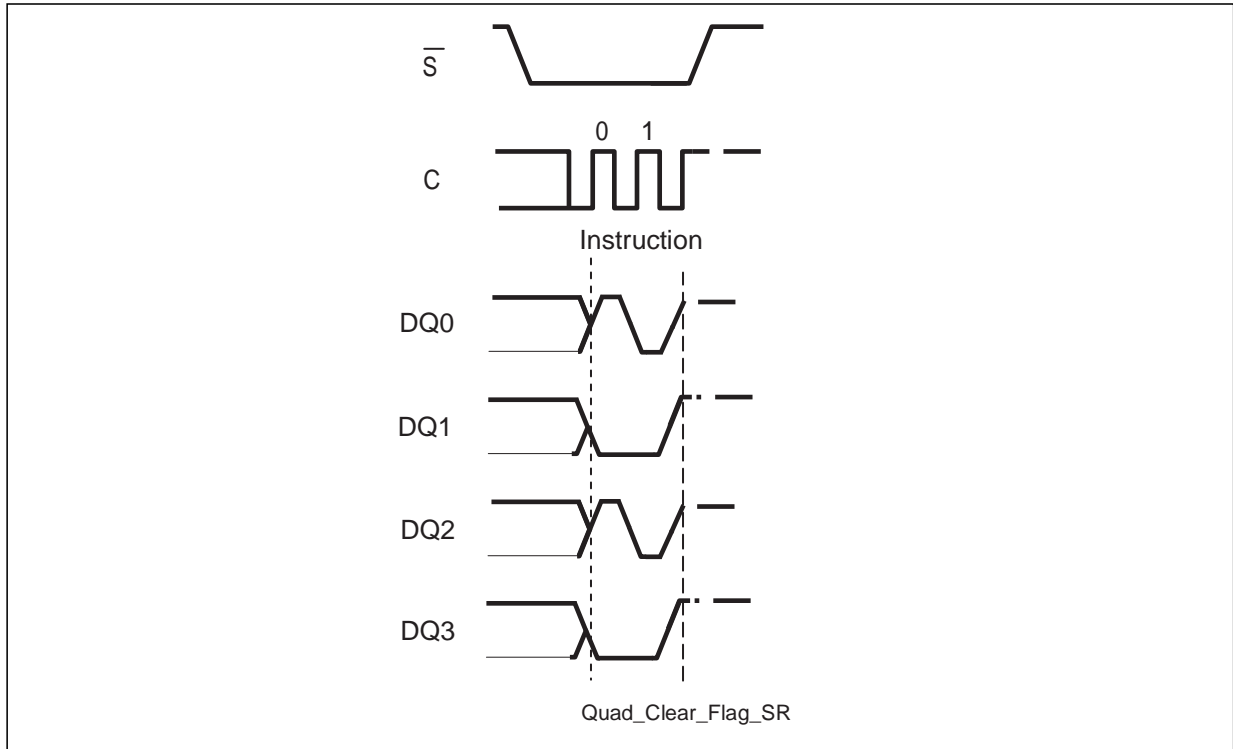 S
0 1
C
Instruction
DQ0
DQ1
DQ2
DQ3
Quad_Clear_Flag_SR